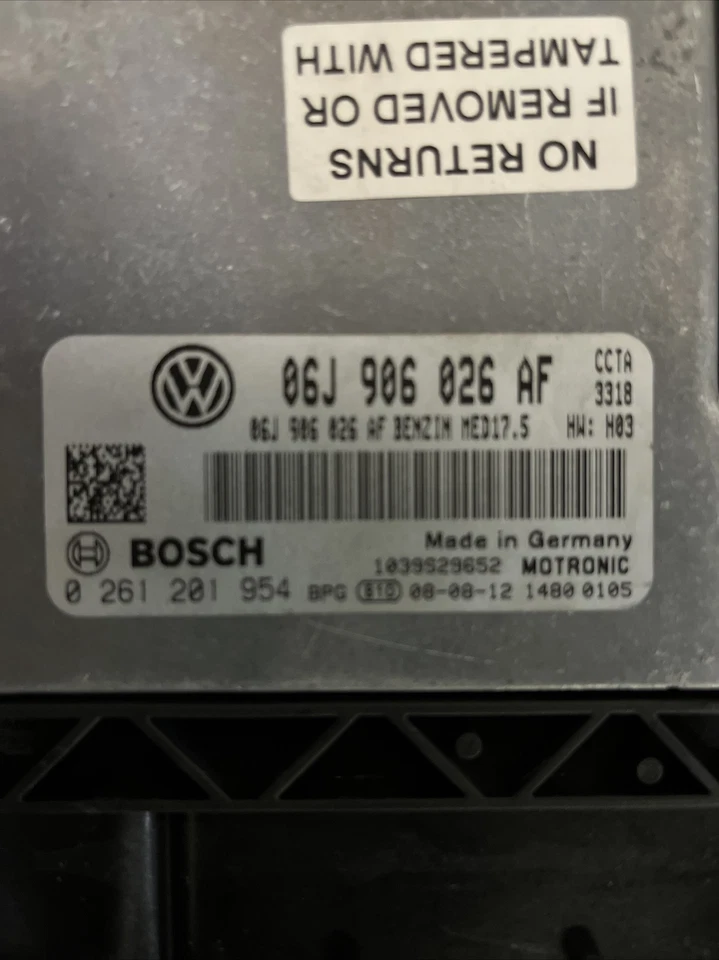 NO RETURNS
IF REMOVED OR
TAMPERED WITH
06J 906 026 AF CCTA
3318
06J 906 026 AF BENZIN MED17.5 HW: H03
BOSCH Made in Germany
1039S29652 MOTRONIC
0 261 201 954 BPG 08-08-12 1480 0105